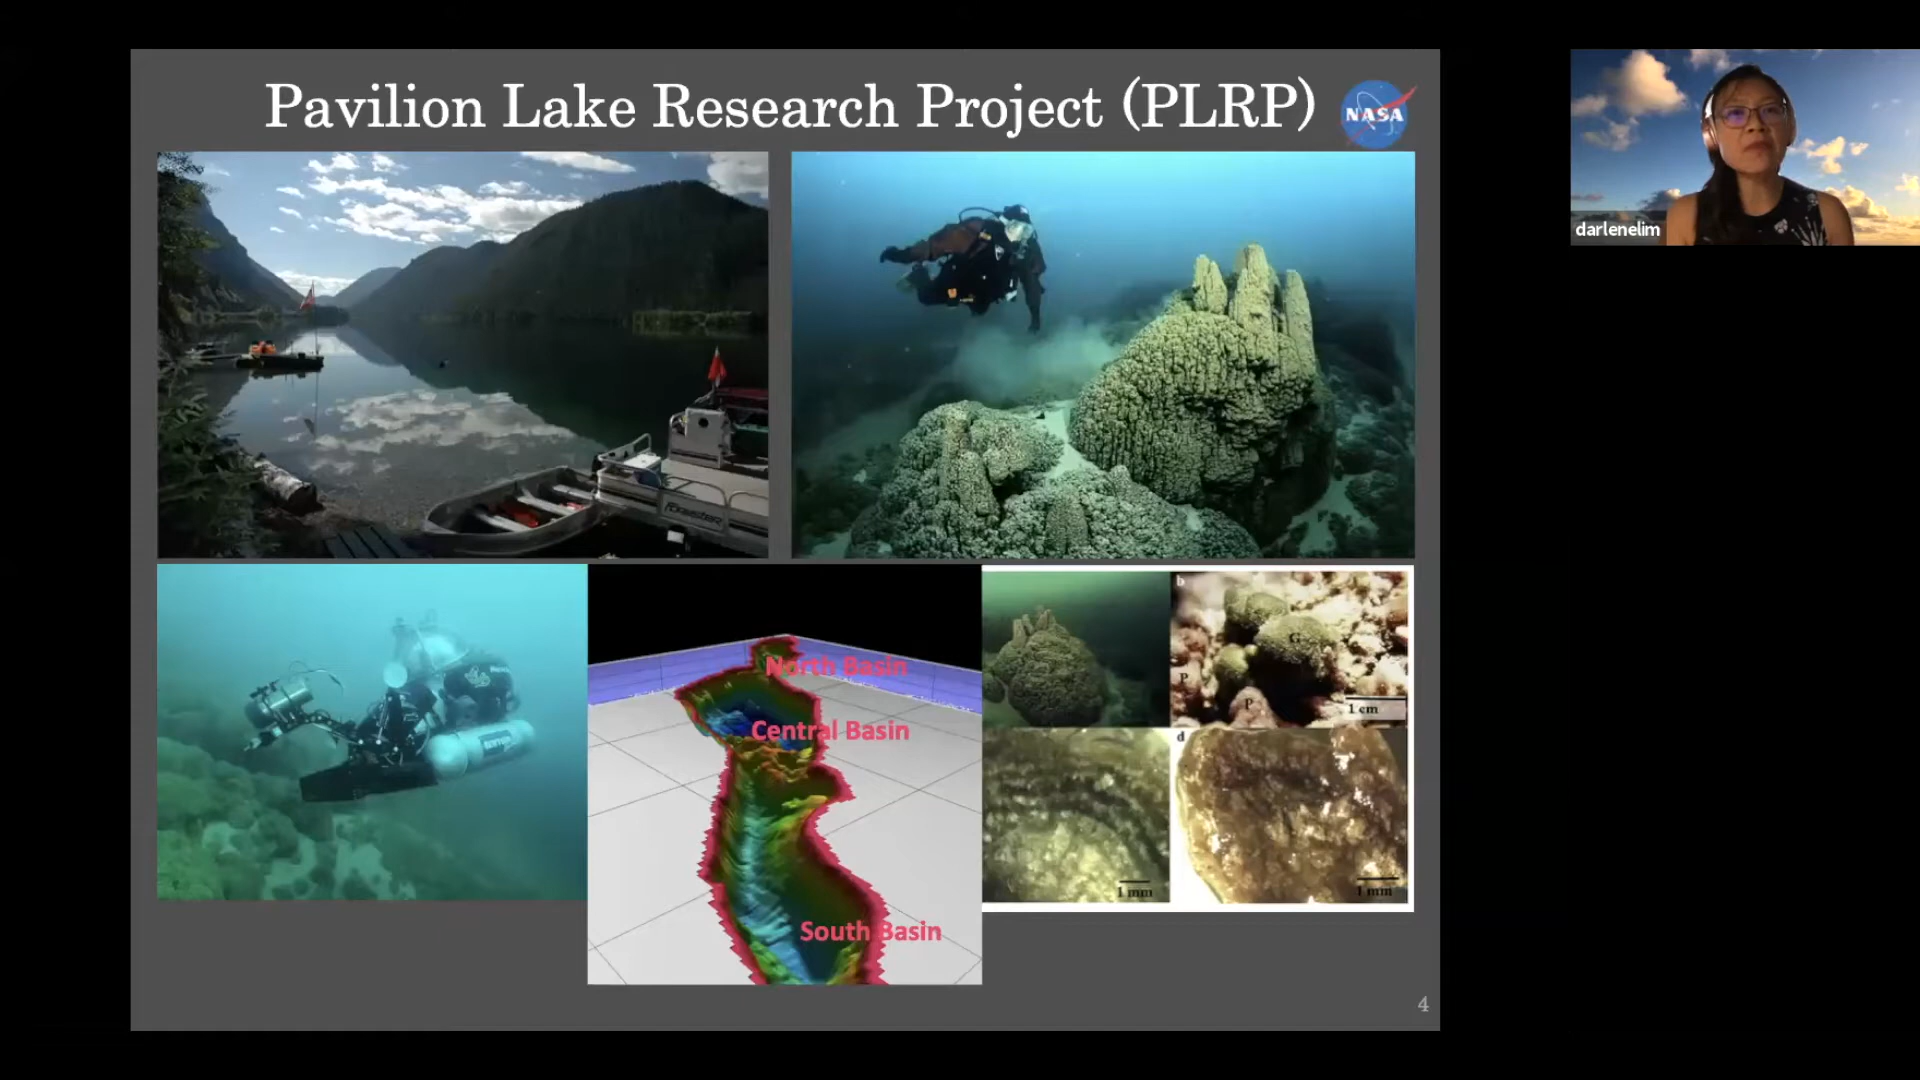 Pavilion Lake Research Project (PLRP)
NASA
darlenelim
North Basin
Central Basin
South Basin
b
G
P
P
1 cm
1 mm
d
1 mm
4